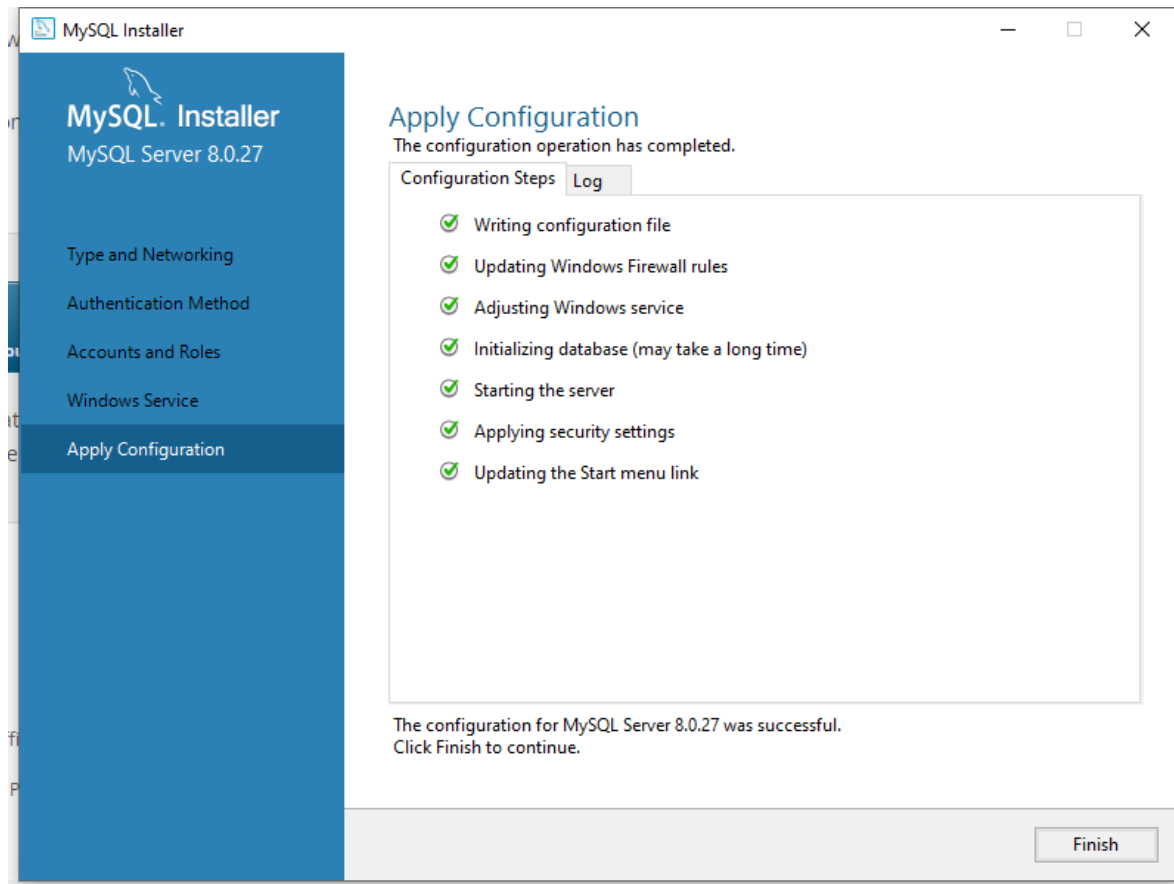 MySQL Installer
MySQL. Installer
MySQL Server 8.0.27
Type and Networking
Authentication Method
Accounts and Roles
Windows Service
Apply Configuration
Apply Configuration
The configuration operation has completed.
Configuration Steps Log
Writing configuration file
Updating Windows Firewall rules
Adjusting Windows service
Initializing database (may take a long time)
Starting the server
Applying security settings
Updating the Start menu link
The configuration for MySQL Server 8.0.27 was successful.
Click Finish to continue.
Finish